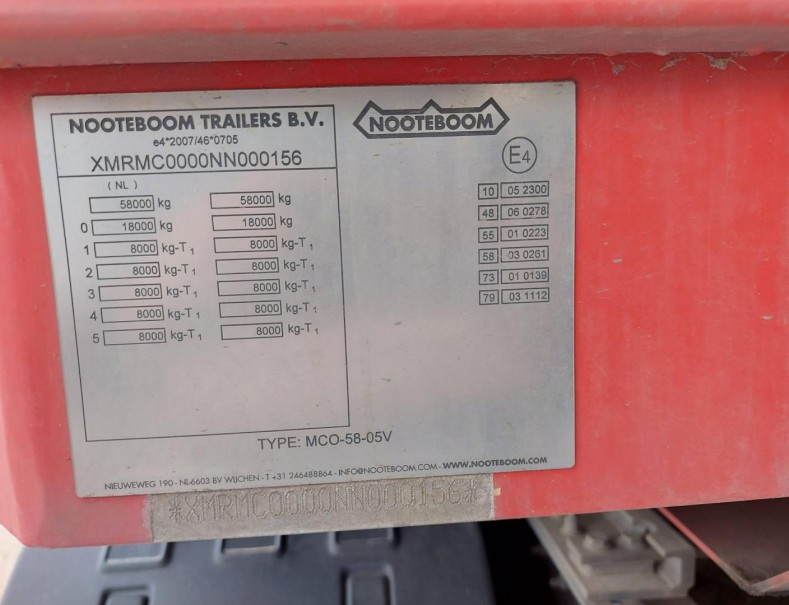 NOOTEBOOM TRAILERS B.V.
e4*2007/46*0705
XMRMC0000NN000156
(NL)
58000 kg 58000 kg
0 18000 kg 18000 kg
1 8000 kg-T1 8000 kg-T1
2 8000 kg-T1 8000 kg-T1
3 8000 kg-T1 8000 kg-T1
4 8000 kg-T1 8000 kg-T1
5 8000 kg-T1 8000 kg-T1
NOOTEBOOM
E4
10 05 2300
48 06 0278
55 01 0223
58 03 0261
73 01 0139
79 03 1112
TYPE: MCO-58-05V
NIEUWEWEG 190 - NL-6603 BV WIJCHEN - T +31 246488864 - INFO@NOOTEBOOM.COM - WWW.NOOTEBOOM.COM
*XMRMC0000NN000156*